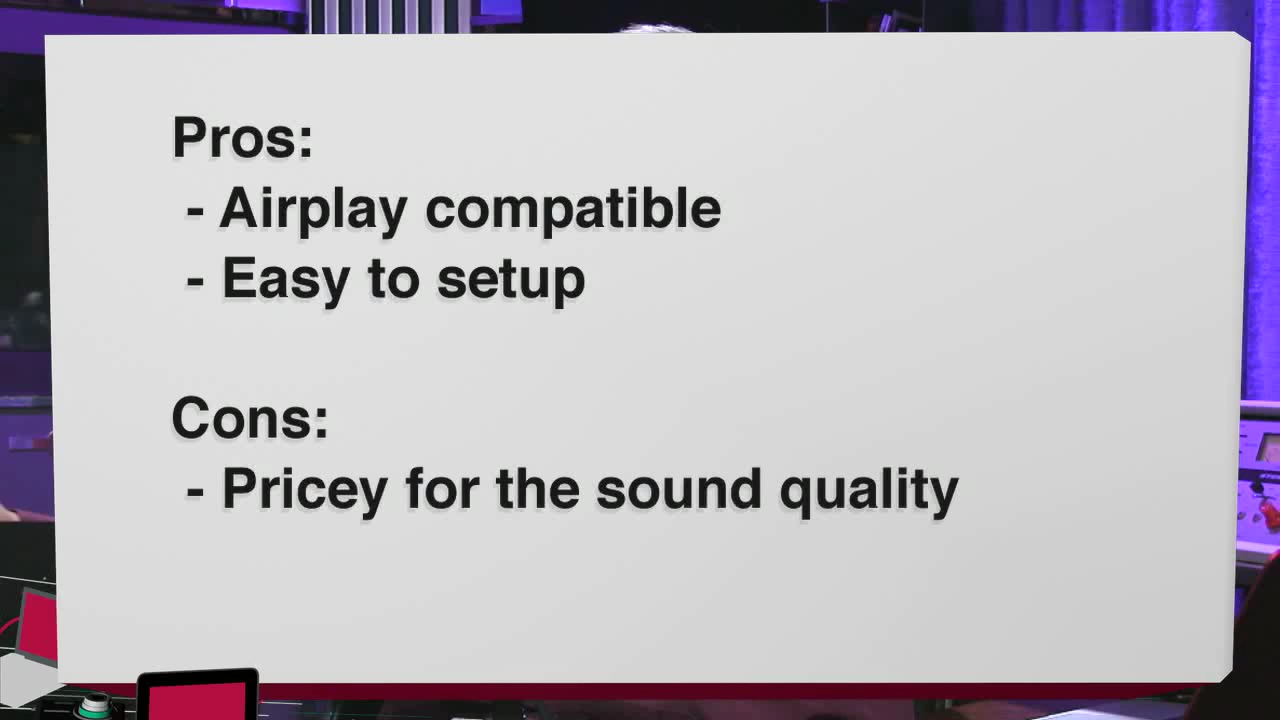 Pros:
- Airplay compatible
- Easy to setup
Cons:
- Pricey for the sound quality